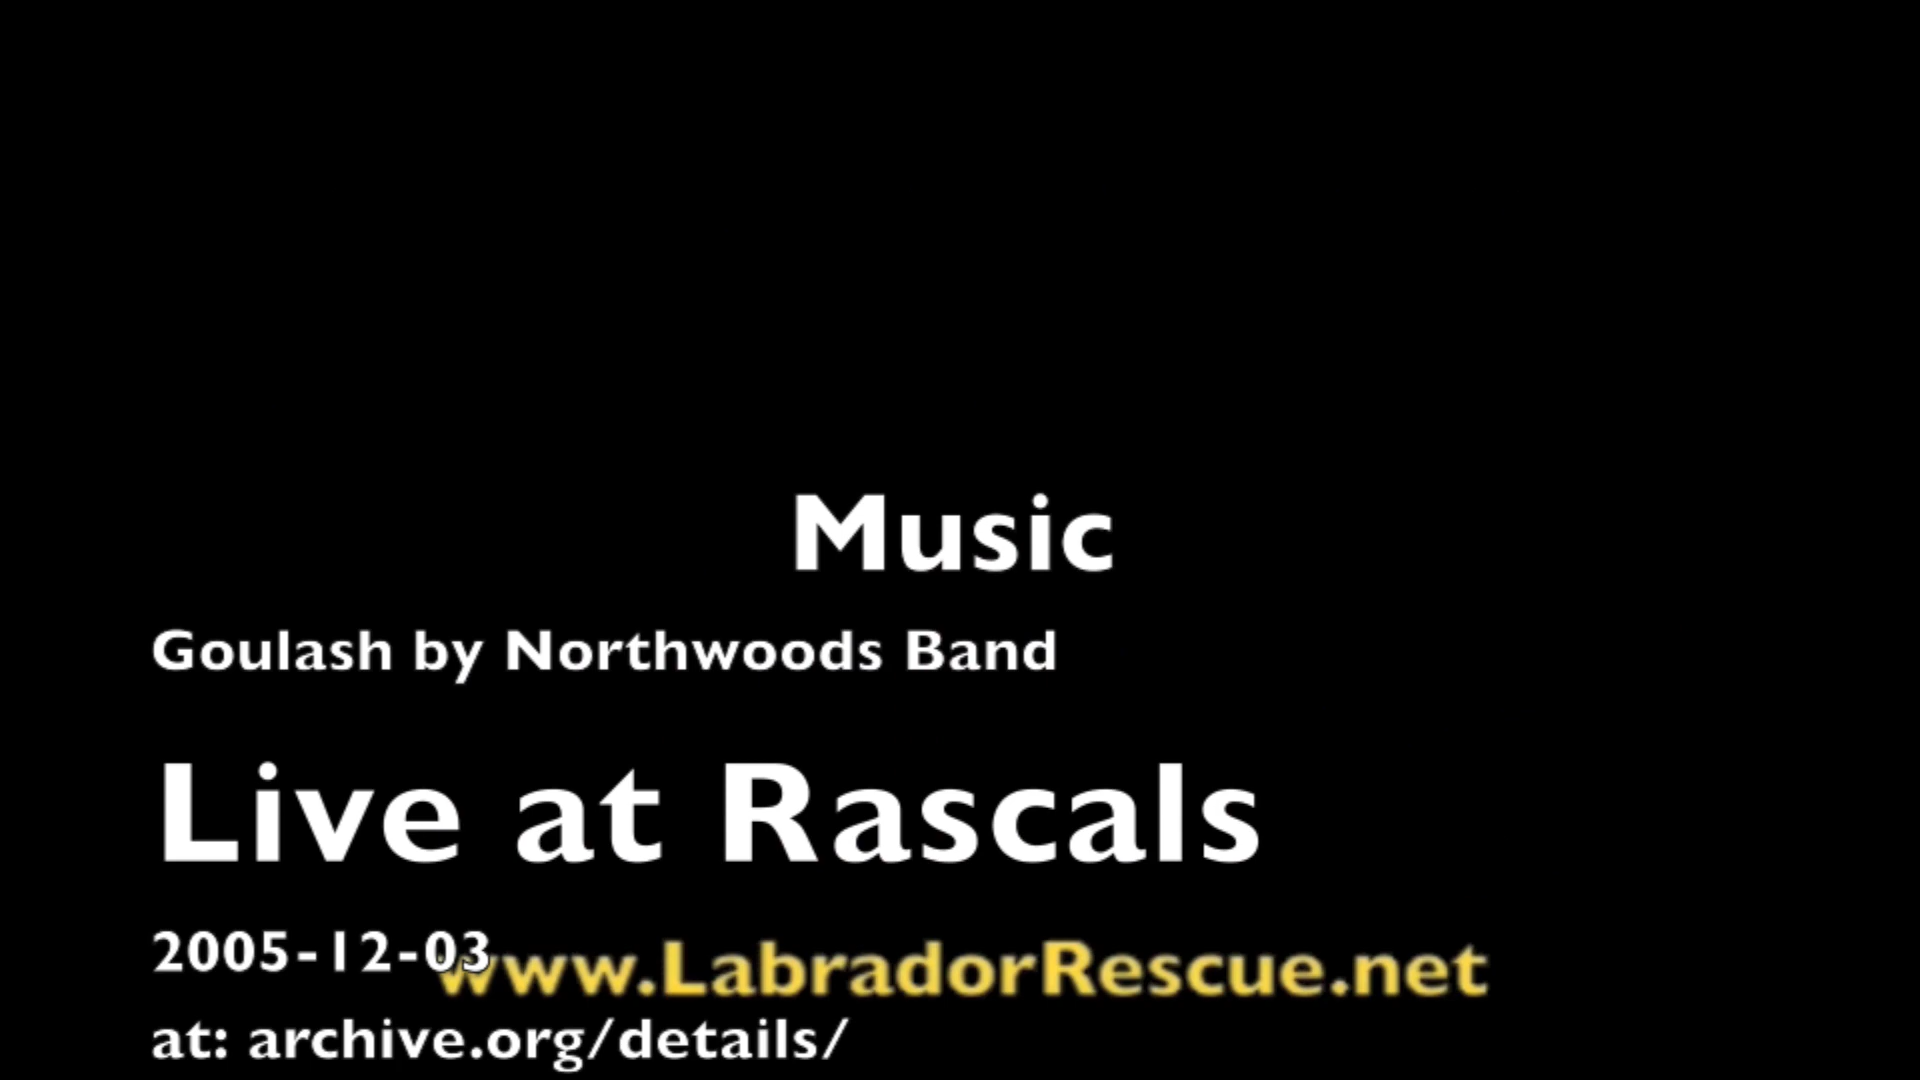 Music
Goulash by Northwoods Band
Live at Rascals
2005-12-03
www.LabradorRescue.net
at: archive.org/details/